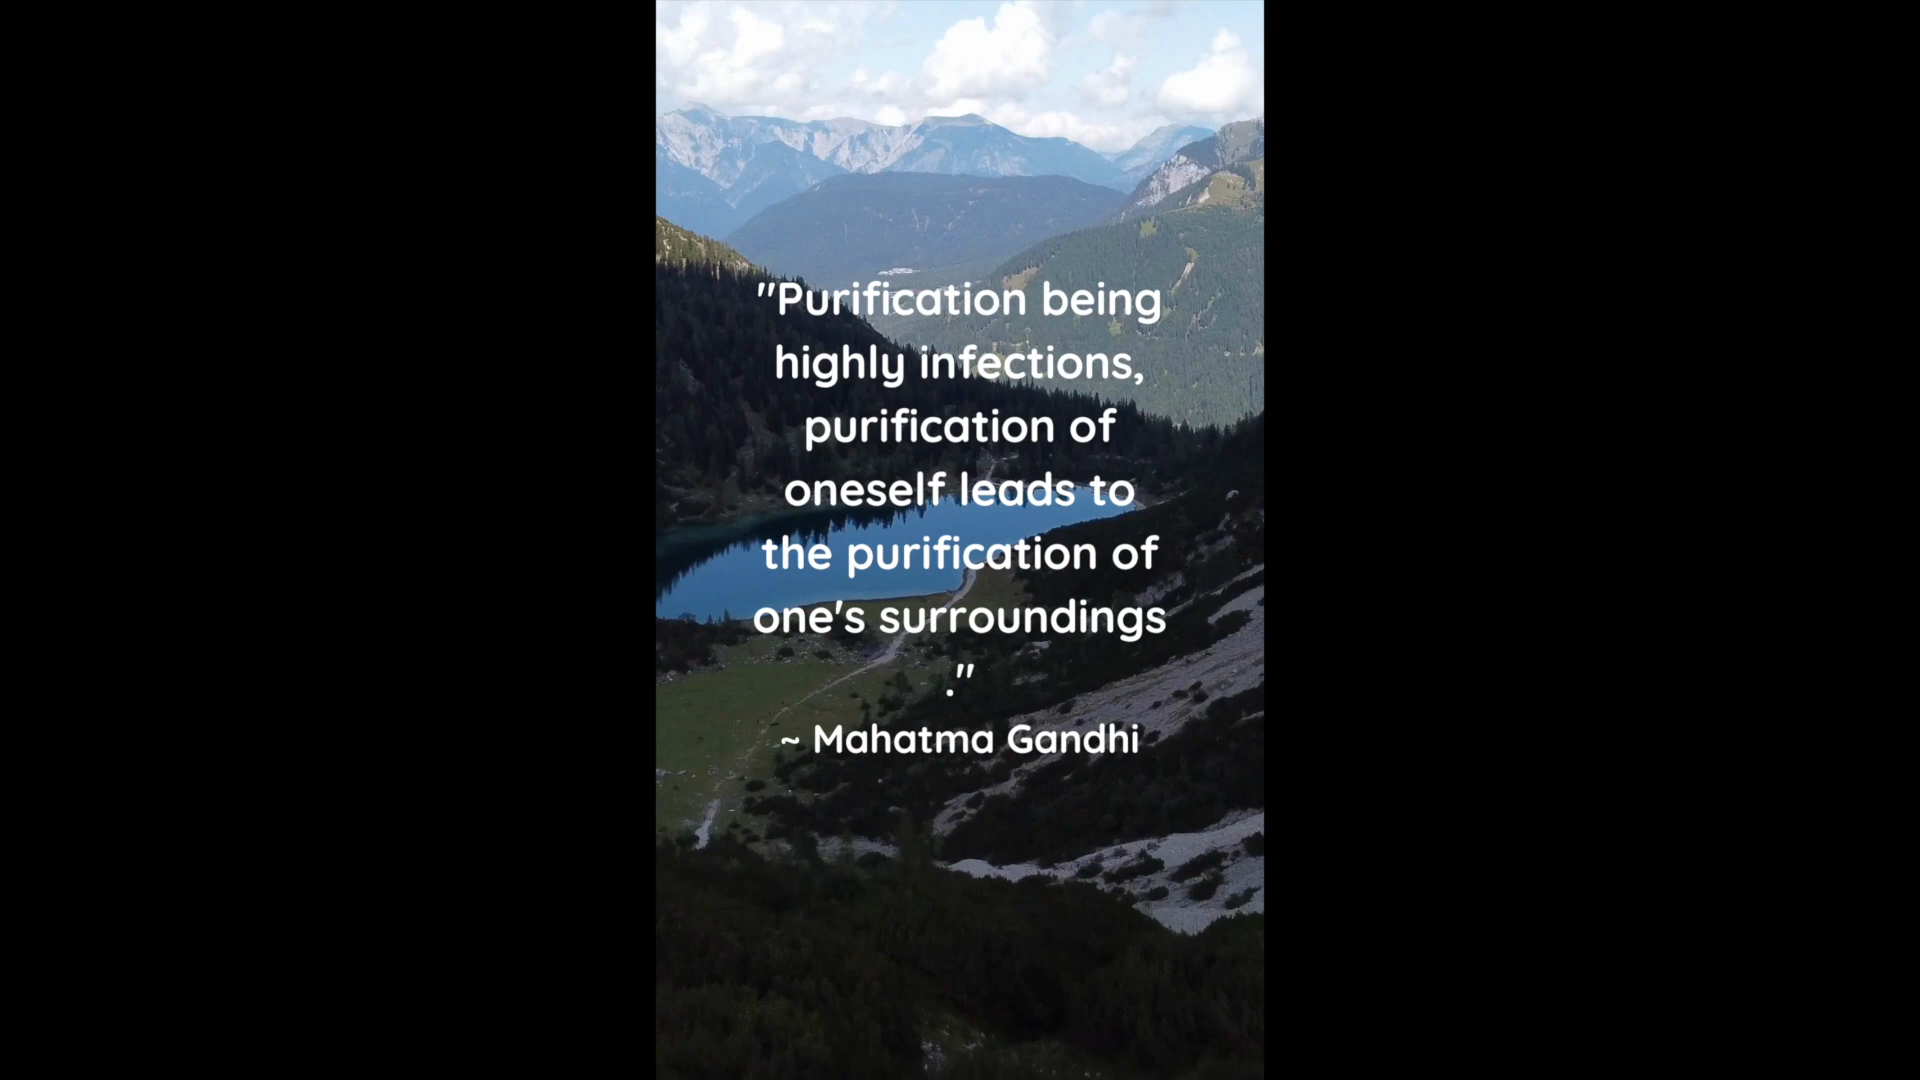 "Purification being
highly infections,
purification of
oneself leads to
the purification of
one's surroundings
."
~ Mahatma Gandhi